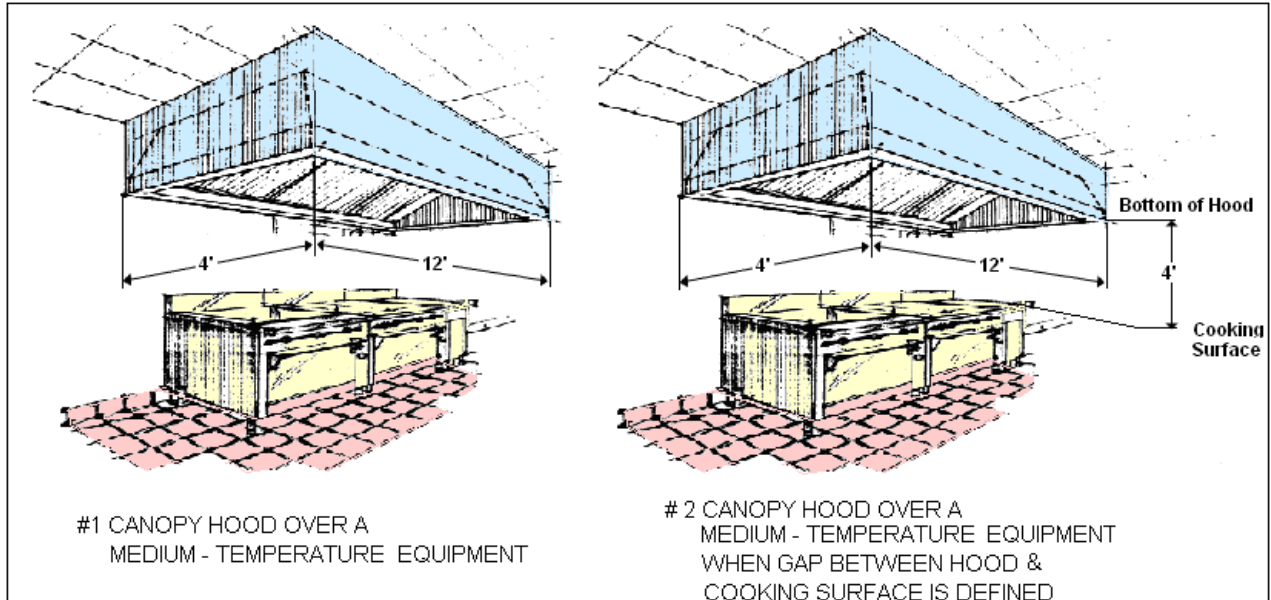 4'
12'
#1 CANOPY HOOD OVER A
MEDIUM - TEMPERATURE EQUIPMENT
4'
12'
Bottom of Hood
4'
Cooking
Surface
# 2 CANOPY HOOD OVER A
MEDIUM - TEMPERATURE EQUIPMENT
WHEN GAP BETWEEN HOOD &
COOKING SURFACE IS DEFINED